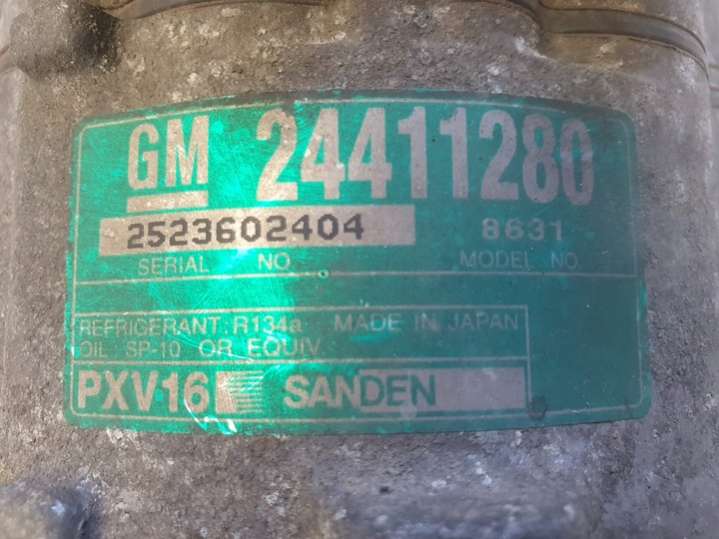 GM 24411280
2523602404 8631
SERIAL NO. MODEL NO.
REFRIGERANT: R134a MADE IN JAPAN
OIL SP-10 OR EQUIV
PXV16 SANDEN